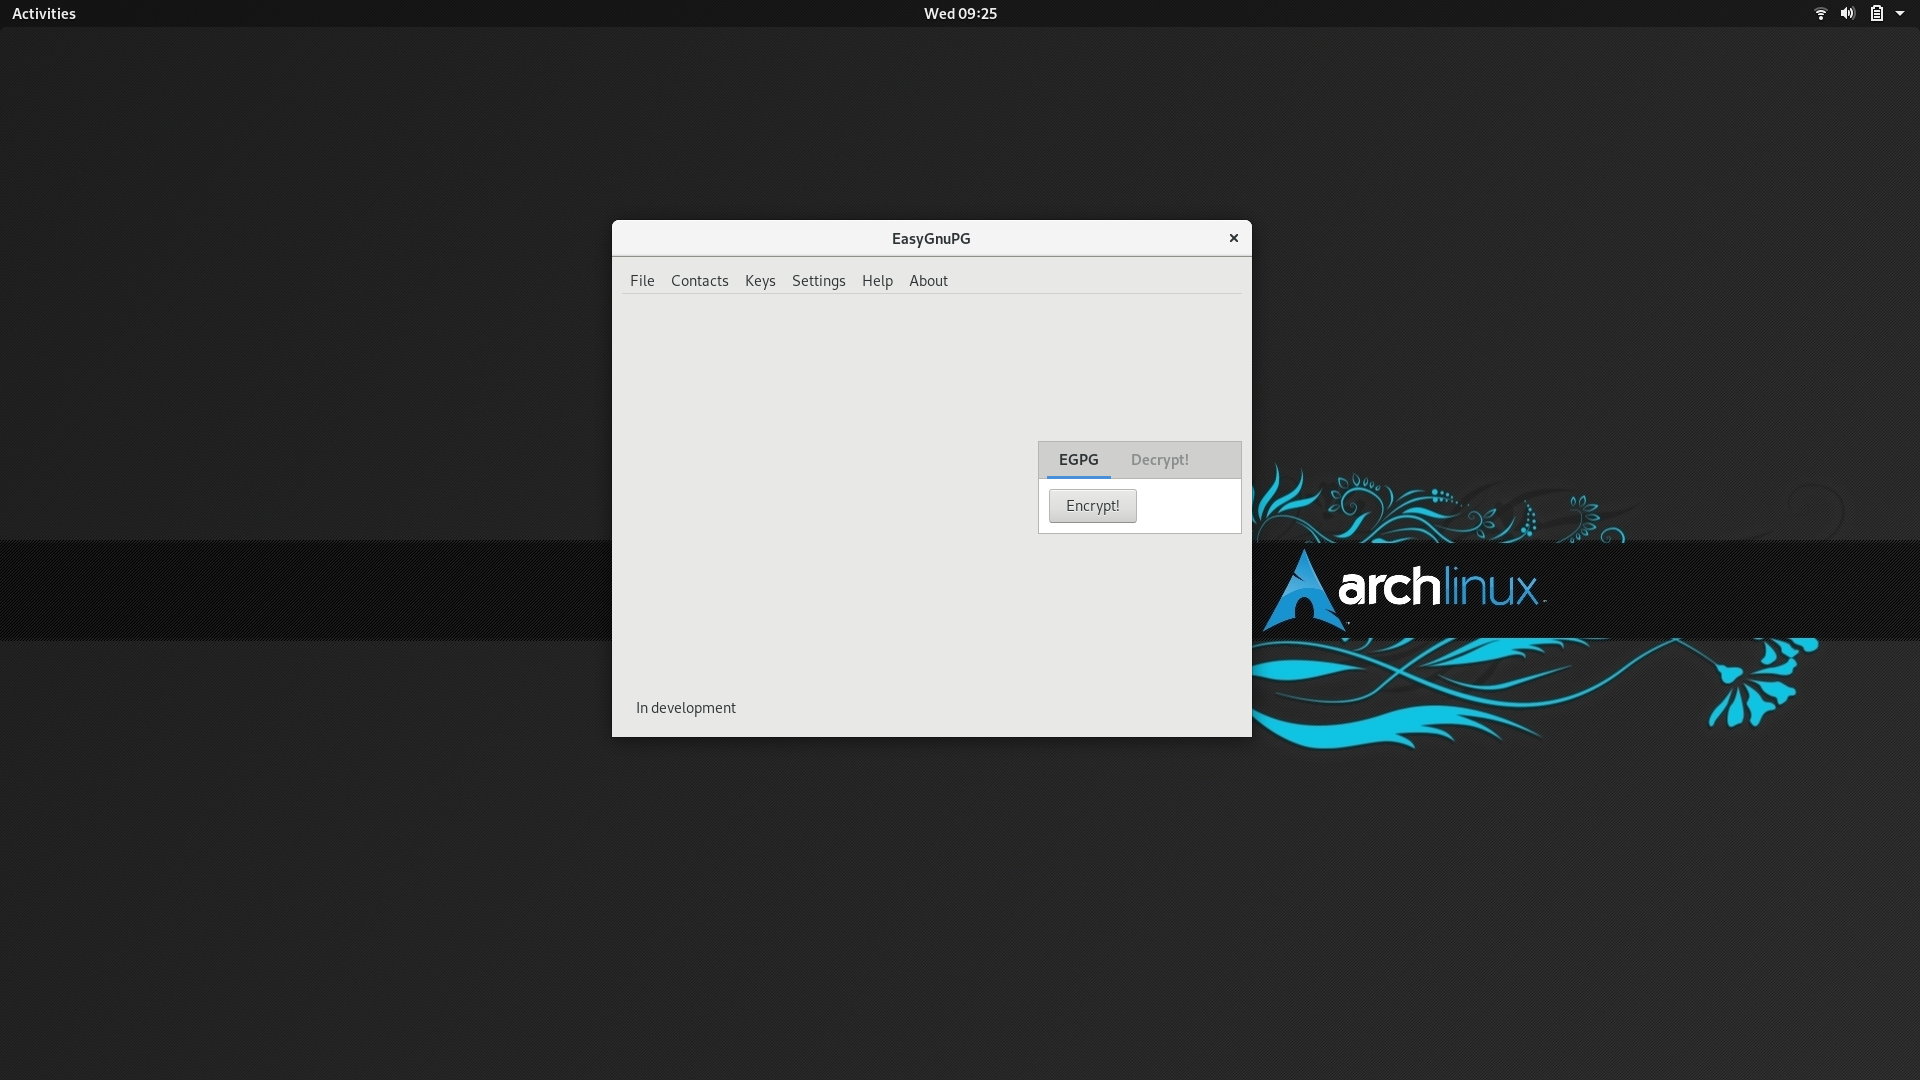 Activities Wed 09:25
EasyGnuPG
File Contacts Keys Settings Help About
EGPG Decrypt!
Encrypt!
archlinux
In development